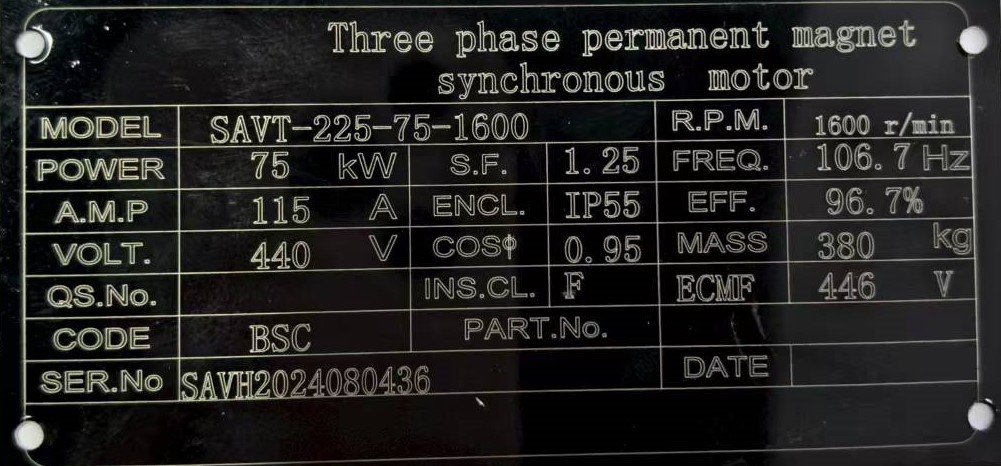 Three phase permanent magnet
synchronous motor
MODEL SAVT-225-75-1600 R.P.M. 1600 r/min
POWER 75 kW S.F. 1.25 FREQ. 106.7 Hz
A.M.P 115 A ENCL. IP55 EFF. 96.7%
VOLT. 440 V COSϕ 0.95 MASS 380 kg
QS.No. INS.CL. F ECMF 446 V
CODE BSC PART.No.
SER.No SAVH2024080436 DATE